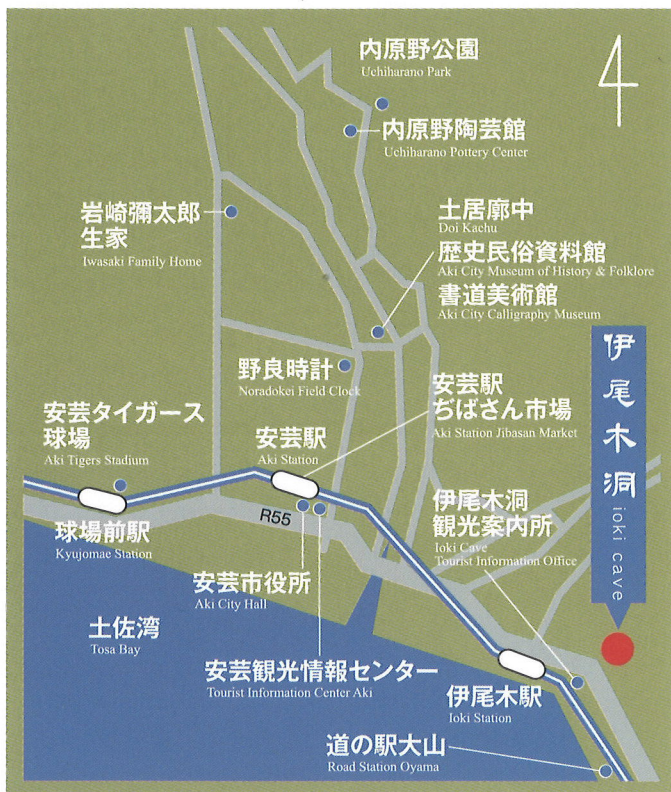 内原野公園
Uchiharano Park
内原野陶芸館
Uchiharano Pottery Center
岩崎彌太郎
生家
Iwasaki Family Home
土居廓中
Doi Kachu
歴史民俗資料館
Aki City Museum of History & Folklore
書道美術館
Aki City Calligraphy Museum
野良時計
Noradokei Field Clock
安芸駅
ぢばさん市場
Aki Station Jibasan Market
伊尾木洞
ioki cave
安芸タイガース
球場
Aki Tigers Stadium
安芸駅
Aki Station
伊尾木洞
観光案内所
Ioki Cave
Tourist Information Office
R55
球場前駅
Kyujomae Station
安芸市役所
Aki City Hall
土佐湾
Tosa Bay
安芸観光情報センター
Tourist Information Center Aki
伊尾木駅
Ioki Station
道の駅大山
Road Station Oyama